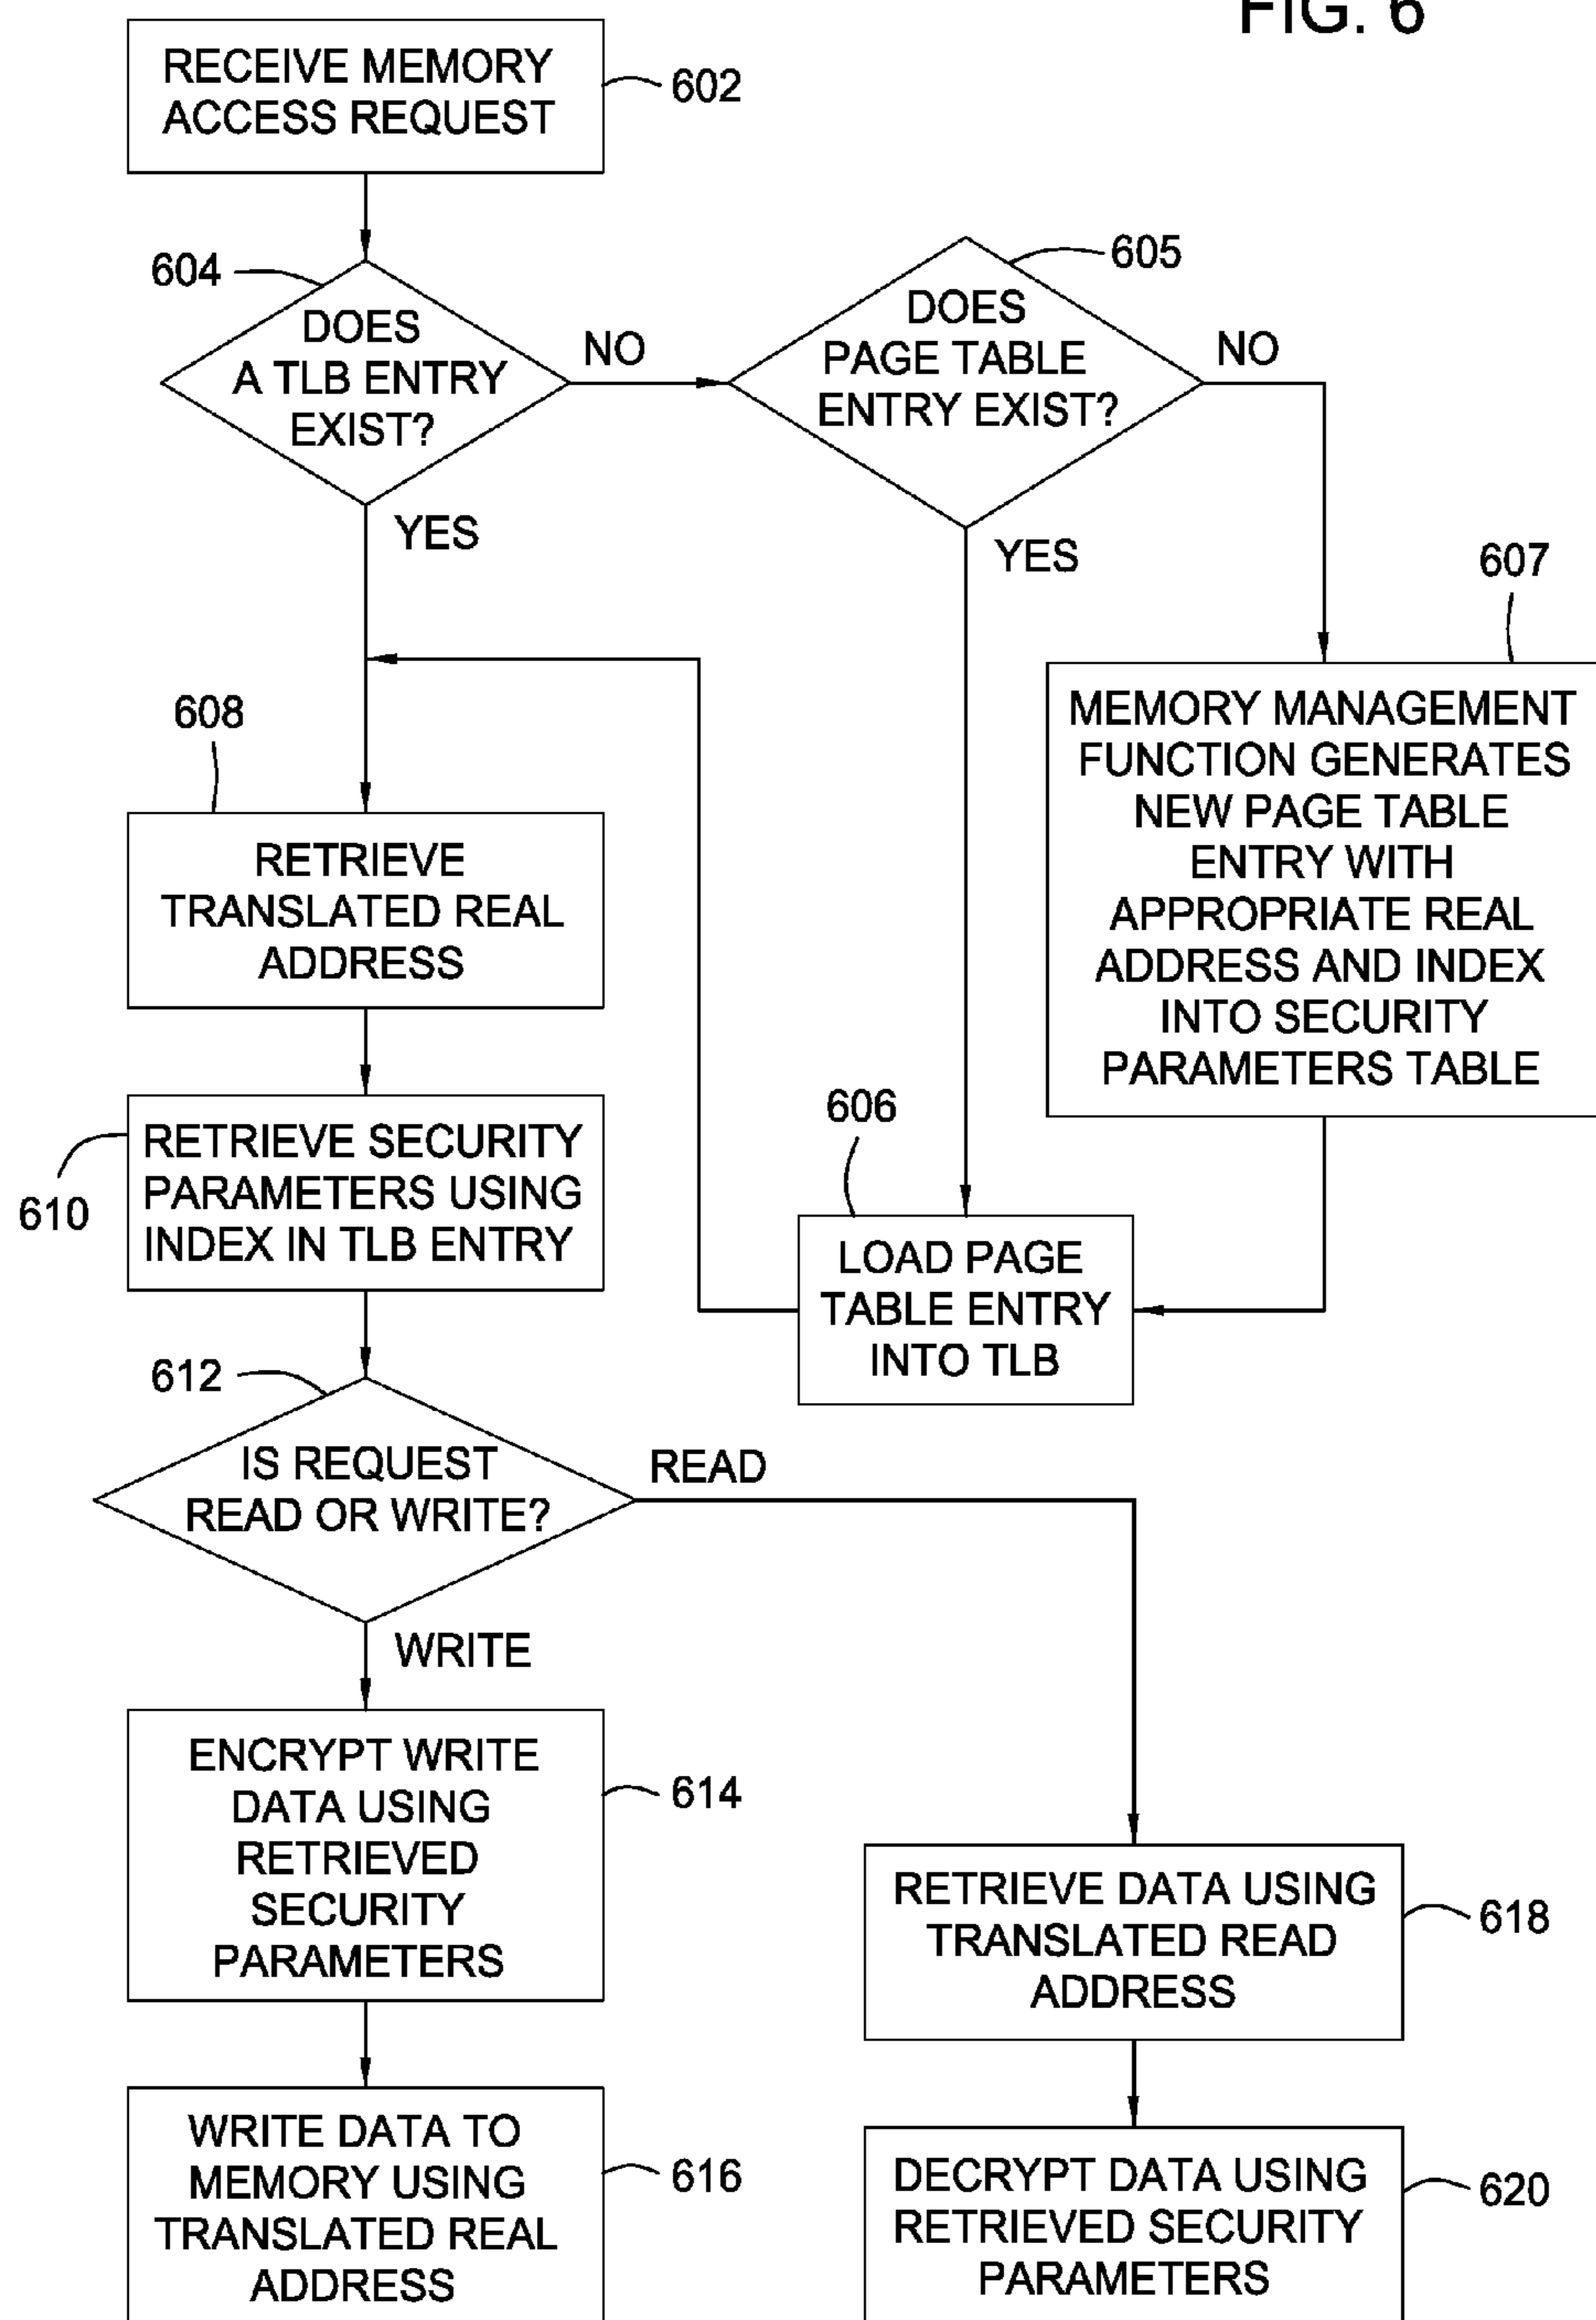 FIG. 6
RECEIVE MEMORY
ACCESS REQUEST
602
604
DOES
A TLB ENTRY
EXIST?
NO
YES
605
DOES
PAGE TABLE
ENTRY EXIST?
NO
YES
607
MEMORY MANAGEMENT
FUNCTION GENERATES
NEW PAGE TABLE
ENTRY WITH
APPROPRIATE REAL
ADDRESS AND INDEX
INTO SECURITY
PARAMETERS TABLE
608
RETRIEVE
TRANSLATED REAL
ADDRESS
606
LOAD PAGE
TABLE ENTRY
INTO TLB
610
RETRIEVE SECURITY
PARAMETERS USING
INDEX IN TLB ENTRY
612
IS REQUEST
READ OR WRITE?
READ
WRITE
ENCRYPT WRITE
DATA USING
RETRIEVED
SECURITY
PARAMETERS
614
RETRIEVE DATA USING
TRANSLATED READ
ADDRESS
618
WRITE DATA TO
MEMORY USING
TRANSLATED REAL
ADDRESS
616
DECRYPT DATA USING
RETRIEVED SECURITY
PARAMETERS
620